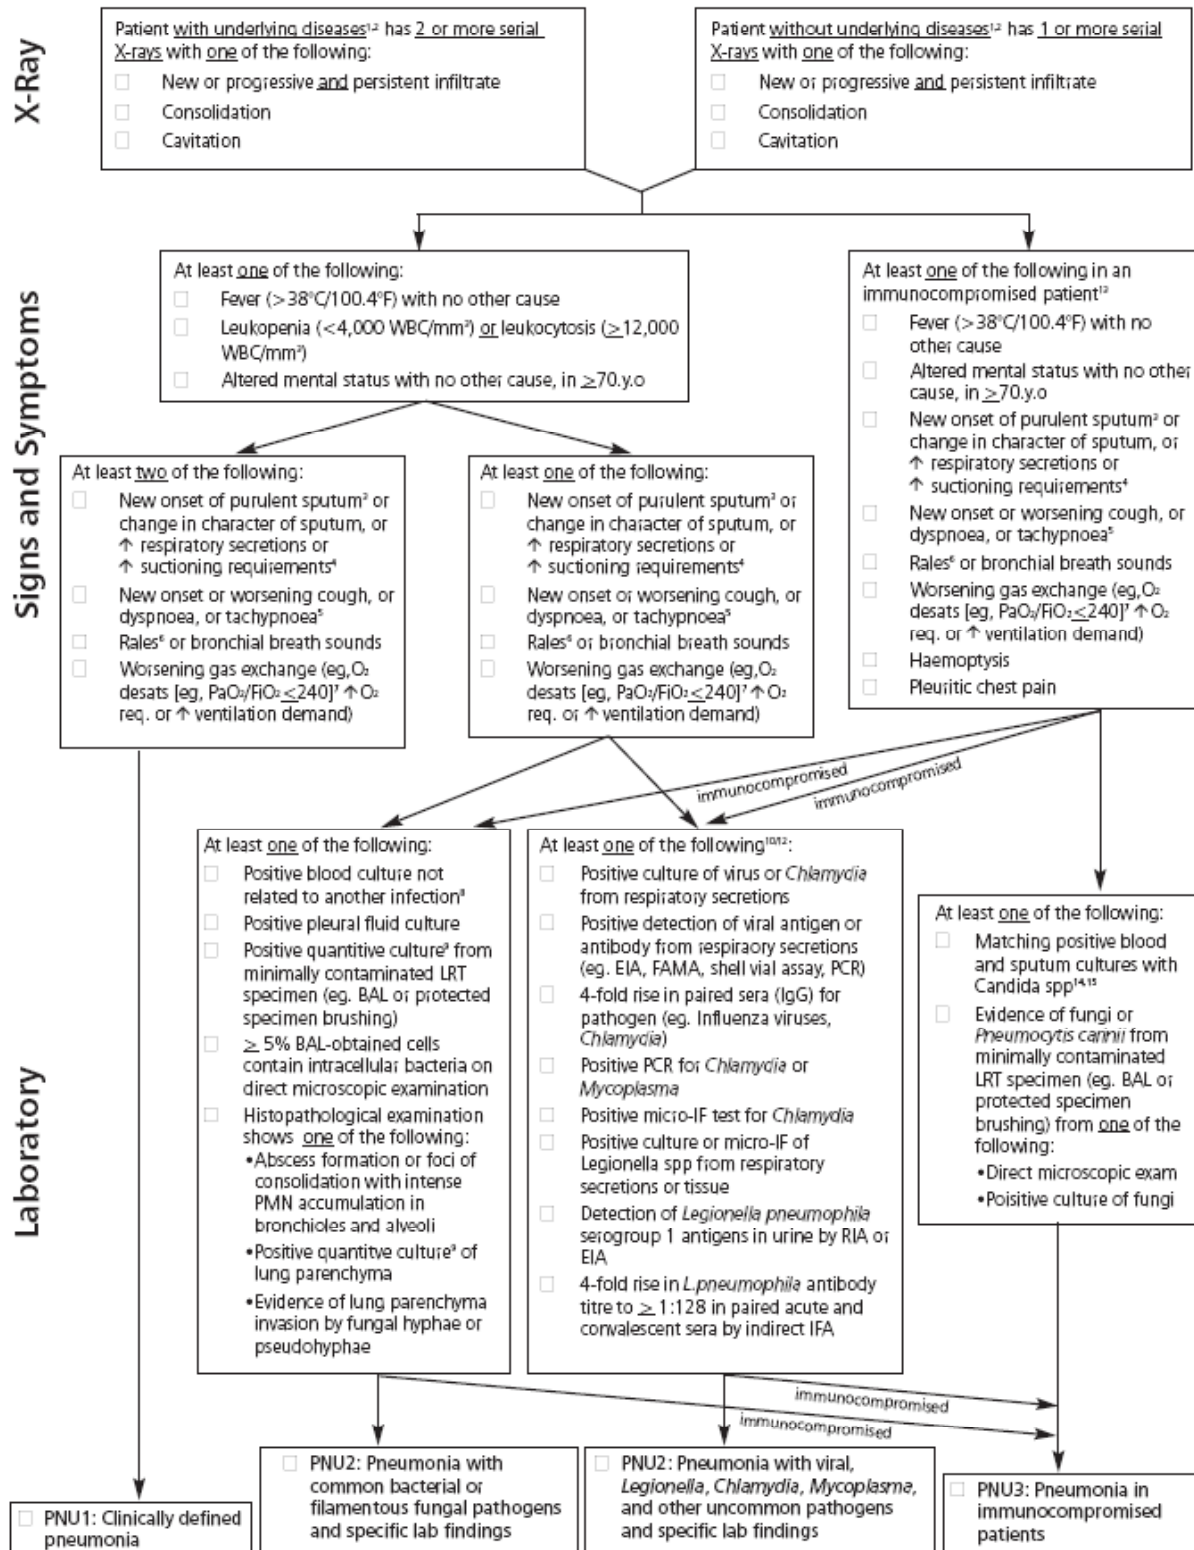 X-Ray
Patient with underlying diseases¹,² has 2 or more serial
X-rays with one of the following:
☐ New or progressive and persistent infiltrate
☐ Consolidation
☐ Cavitation
Patient without underlying diseases¹,² has 1 or more serial
X-rays with one of the following:
☐ New or progressive and persistent infiltrate
☐ Consolidation
☐ Cavitation
Signs and Symptoms
At least one of the following:
☐ Fever (>38°C/100.4°F) with no other cause
☐ Leukopenia (<4,000 WBC/mm³) or leukocytosis (≥12,000
WBC/mm³)
☐ Altered mental status with no other cause, in ≥70.y.o
At least two of the following:
☐ New onset of purulent sputum³ or
change in character of sputum, or
↑ respiratory secretions or
↑ suctioning requirements⁴
☐ New onset or worsening cough, or
dyspnoea, or tachypnoea⁵
☐ Rales⁶ or bronchial breath sounds
☐ Worsening gas exchange (eg,O₂
desats [eg, PaO₂/FiO₂ ≤240]⁷ ↑O₂
req. or ↑ ventilation demand)
At least one of the following:
☐ New onset of purulent sputum³ or
change in character of sputum, or
↑ respiratory secretions or
↑ suctioning requirements⁴
☐ New onset or worsening cough, or
dyspnoea, or tachypnoea⁵
☐ Rales⁶ or bronchial breath sounds
☐ Worsening gas exchange (eg,O₂
desats [eg, PaO₂/FiO₂ ≤240]⁷ ↑O₂
req. or ↑ ventilation demand)
At least one of the following in an
immunocompromised patient¹³
☐ Fever (>38°C/100.4°F) with no
other cause
☐ Altered mental status with no other
cause, in ≥70.y.o
☐ New onset of purulent sputum³ or
change in character of sputum, or
↑ respiratory secretions or
↑ suctioning requirements⁴
☐ New onset or worsening cough, or
dyspnoea, or tachypnoea⁵
☐ Rales⁶ or bronchial breath sounds
☐ Worsening gas exchange (eg,O₂
desats [eg, PaO₂/FiO₂ ≤240]⁷ ↑O₂
req. or ↑ ventilation demand)
☐ Haemoptysis
☐ Pleuritic chest pain
immunocompromised
immunocompromised
Laboratory
At least one of the following:
☐ Positive blood culture not
related to another infection⁸
☐ Positive pleural fluid culture
☐ Positive quantitive culture⁹ from
minimally contaminated LRT
specimen (eg. BAL or protected
specimen brushing)
☐ ≥ 5% BAL-obtained cells
contain intracellular bacteria on
direct microscopic examination
☐ Histopathological examination
shows one of the following:
•Abscess formation or foci of
consolidation with intense
PMN accumulation in
bronchioles and alveoli
•Positive quantitve culture⁹ of
lung parenchyma
•Evidence of lung parenchyma
invasion by fungal hyphae or
pseudohyphae
At least one of the following¹⁰/¹²:
☐ Positive culture of virus or Chlamydia
from respiratory secretions
☐ Positive detection of viral antigen or
antibody from respiraory secretions
(eg. EIA, FAMA, shell vial assay, PCR)
☐ 4-fold rise in paired sera (IgG) for
pathogen (eg. Influenza viruses,
Chlamydia)
☐ Positive PCR for Chlamydia or
Mycoplasma
☐ Positive micro-IF test for Chlamydia
☐ Positive culture or micro-IF of
Legionella spp from respiratory
secretions or tissue
☐ Detection of Legionella pneumophila
serogroup 1 antigens in urine by RIA or
EIA
☐ 4-fold rise in L.pneumophila antibody
titre to ≥ 1:128 in paired acute and
convalescent sera by indirect IFA
At least one of the following:
☐ Matching positive blood
and sputum cultures with
Candida spp¹⁴,¹⁵
☐ Evidence of fungi or
Pneumocytis carinii from
minimally contaminated
LRT specimen (eg. BAL or
protected specimen
brushing) from one of the
following:
•Direct microscopic exam
•Poisitive culture of fungi
immunocompromised
immunocompromised
☐ PNU1: Clinically defined
pneumonia
☐ PNU2: Pneumonia with
common bacterial or
filamentous fungal pathogens
and specific lab findings
☐ PNU2: Pneumonia with viral,
Legionella, Chlamydia, Mycoplasma,
and other uncommon pathogens
and specific lab findings
☐ PNU3: Pneumonia in
immunocompromised
patients